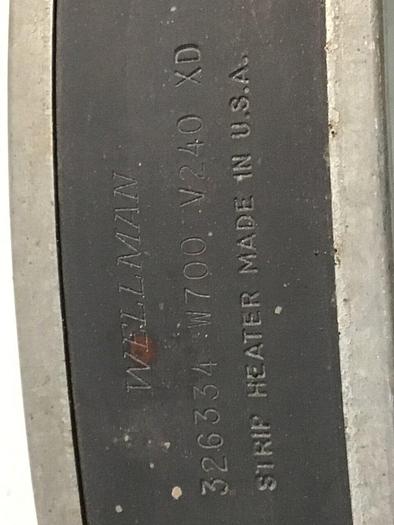 WELLMAN
326334 W700 V240 XD
STRIP HEATER MADE IN U.S.A.